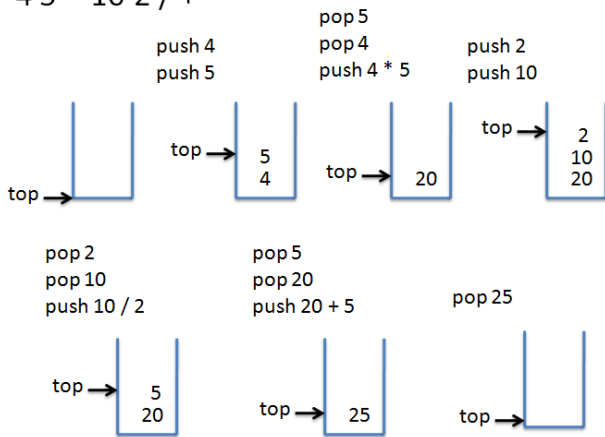 pop 5
push 4 pop 4 push 2
push 5 push 4 * 5 push 10
top
top 5
4
top 20
top 2
10
20
pop 2 pop 5
pop 10 pop 20
push 10 / 2 push 20 + 5 pop 25
top 5
20
top 25
top